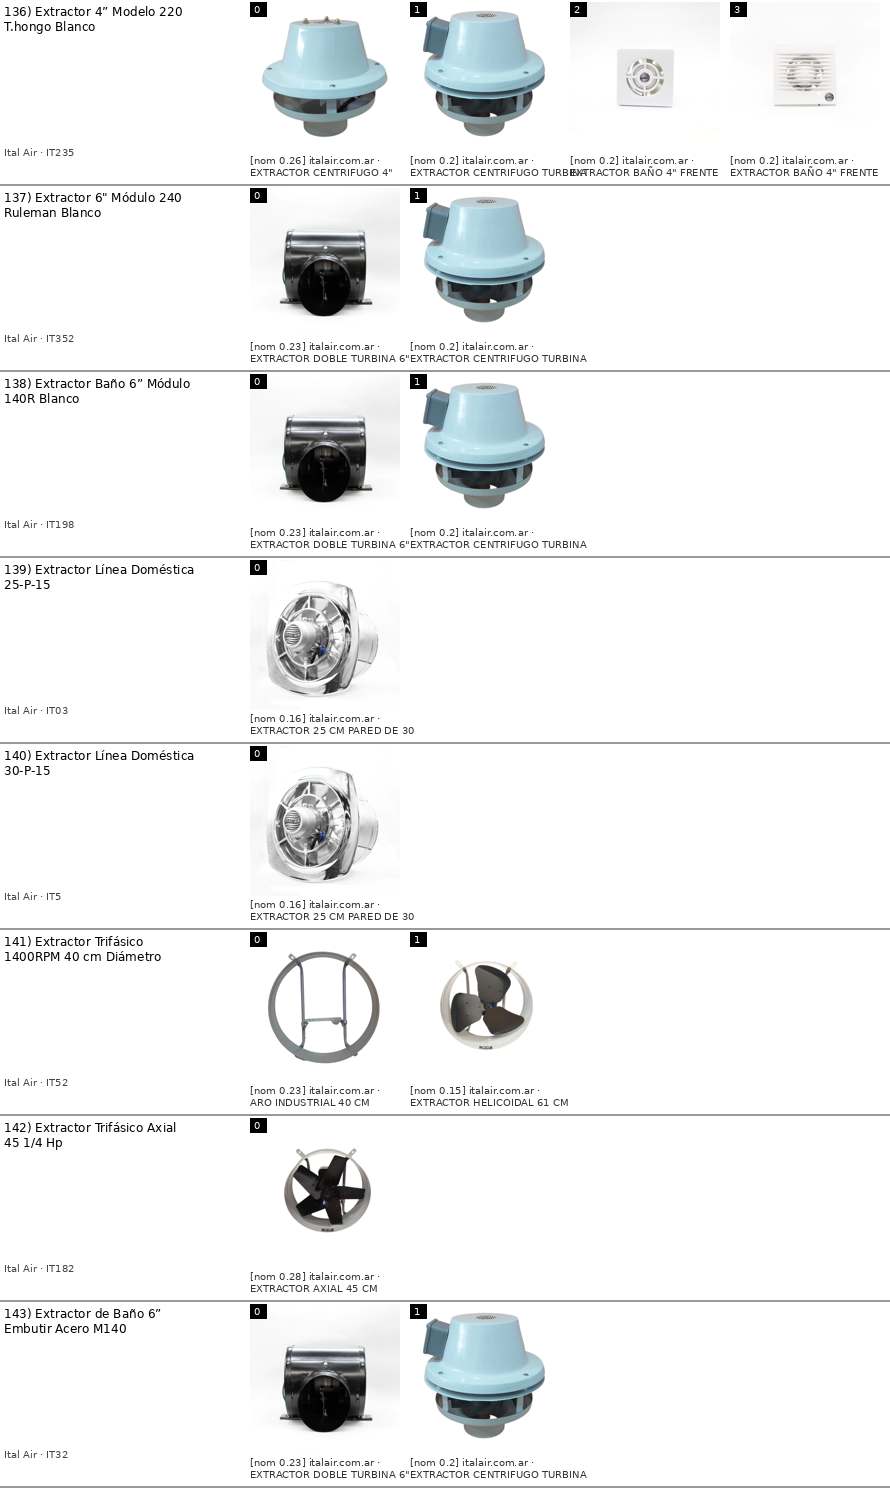 136) Extractor 4” Modelo 220
T.hongo Blanco
Ital Air · IT235
0
1
2
3
[nom 0.26] italair.com.ar ·
EXTRACTOR CENTRIFUGO 4"
[nom 0.2] italair.com.ar ·
EXTRACTOR CENTRIFUGO TURBINA
[nom 0.2] italair.com.ar ·
EXTRACTOR BAÑO 4" FRENTE
[nom 0.2] italair.com.ar ·
EXTRACTOR BAÑO 4" FRENTE
137) Extractor 6" Módulo 240
Ruleman Blanco
Ital Air · IT352
0
1
[nom 0.23] italair.com.ar ·
EXTRACTOR DOBLE TURBINA 6"
[nom 0.2] italair.com.ar ·
EXTRACTOR CENTRIFUGO TURBINA
138) Extractor Baño 6” Módulo
140R Blanco
Ital Air · IT198
0
1
[nom 0.23] italair.com.ar ·
EXTRACTOR DOBLE TURBINA 6"
[nom 0.2] italair.com.ar ·
EXTRACTOR CENTRIFUGO TURBINA
139) Extractor Línea Doméstica
25-P-15
Ital Air · IT03
0
[nom 0.16] italair.com.ar ·
EXTRACTOR 25 CM PARED DE 30
140) Extractor Línea Doméstica
30-P-15
Ital Air · IT5
0
[nom 0.16] italair.com.ar ·
EXTRACTOR 25 CM PARED DE 30
141) Extractor Trifásico
1400RPM 40 cm Diámetro
Ital Air · IT52
0
1
[nom 0.23] italair.com.ar ·
ARO INDUSTRIAL 40 CM
[nom 0.15] italair.com.ar ·
EXTRACTOR HELICOIDAL 61 CM
142) Extractor Trifásico Axial
45 1/4 Hp
Ital Air · IT182
0
[nom 0.28] italair.com.ar ·
EXTRACTOR AXIAL 45 CM
143) Extractor de Baño 6”
Embutir Acero M140
Ital Air · IT32
0
1
[nom 0.23] italair.com.ar ·
EXTRACTOR DOBLE TURBINA 6"
[nom 0.2] italair.com.ar ·
EXTRACTOR CENTRIFUGO TURBINA